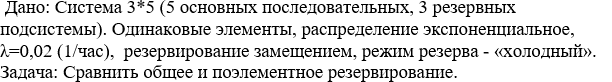 Дано: Система 3*5 (5 основных последовательных, 3 резервных
подсистемы). Одинаковые элементы, распределение экспоненциальное,
λ=0,02 (1/час), резервирование замещением, режим резерва - «холодный».
Задача: Сравнить общее и поэлементное резервирование.